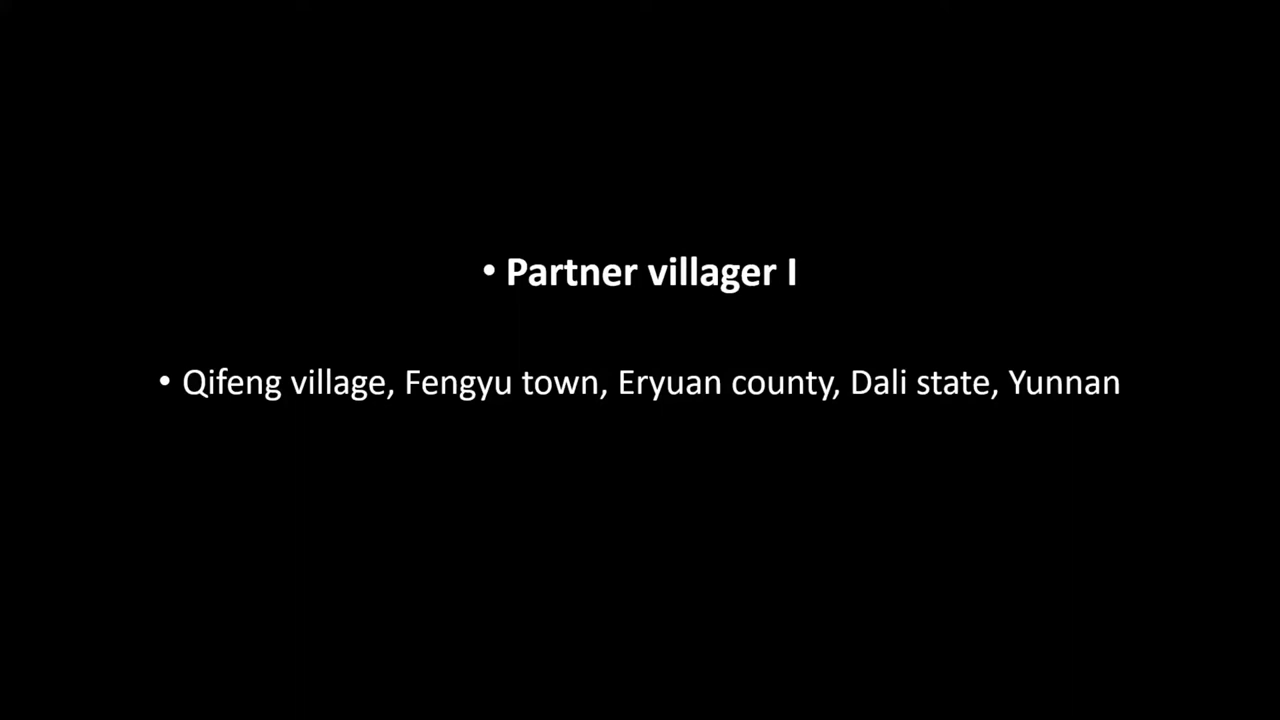 • Partner villager I
• Qifeng village, Fengyu town, Eryuan county, Dali state, Yunnan